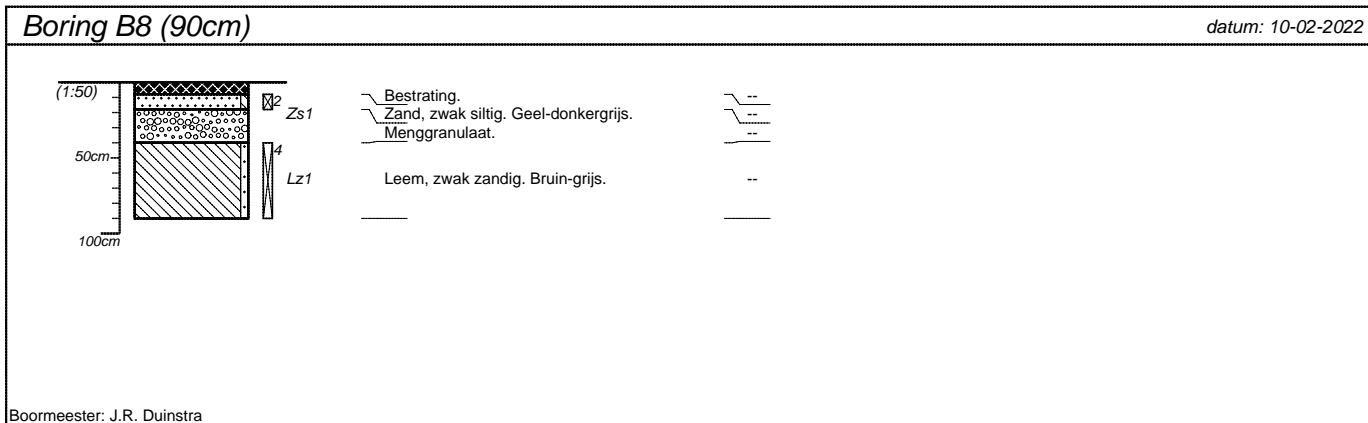 Boring B8 (90cm)
datum: 10-02-2022
(1:50)
2
Bestrating.
--
Zs1
Zand, zwak siltig. Geel-donkergrijs.
--
Menggranulaat.
--
4
50cm
Lz1
Leem, zwak zandig. Bruin-grijs.
--
100cm
Boormeester: J.R. Duinstra